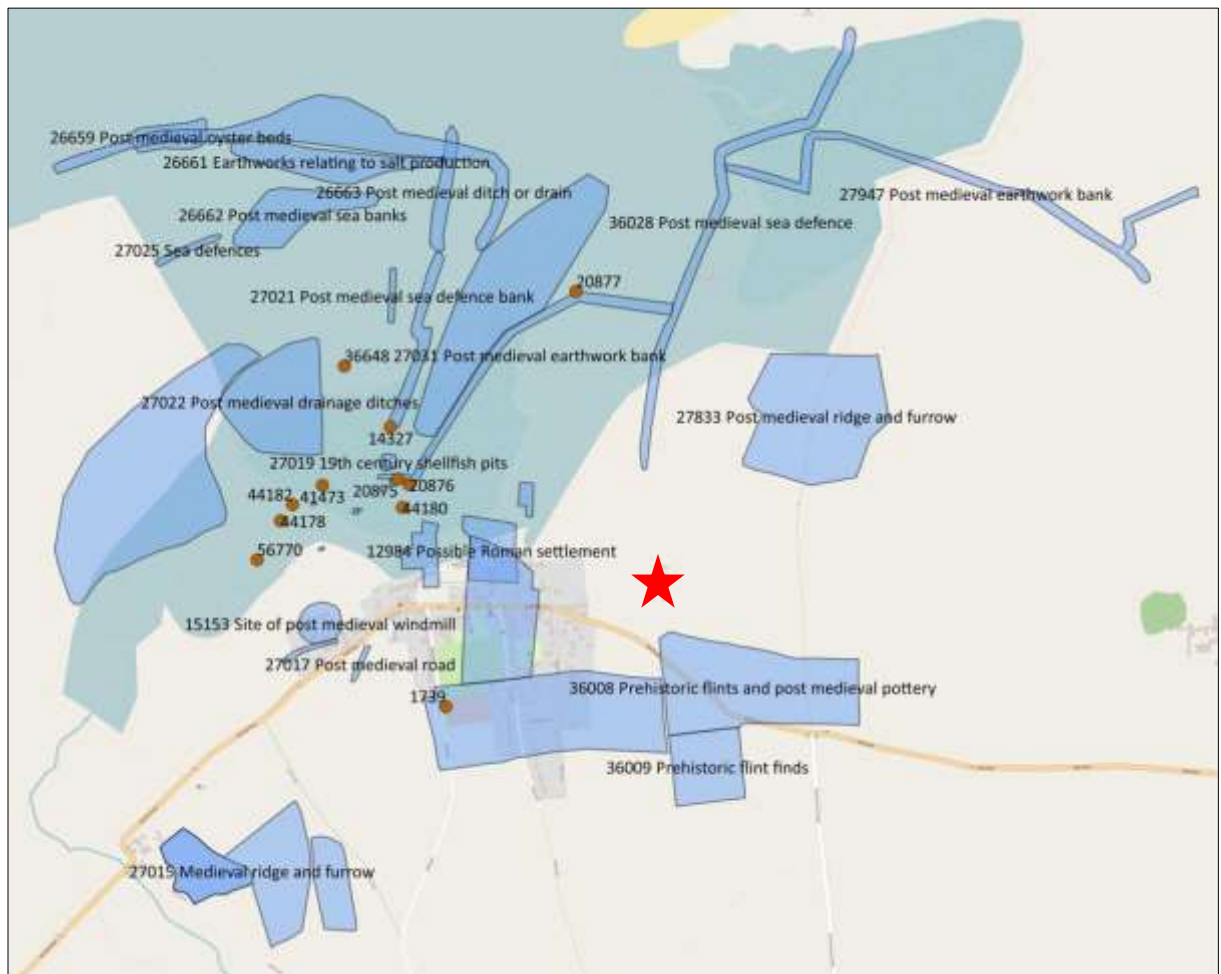 26659 Post medieval oyster beds
26661 Earthworks relating to salt production
26663 Post medieval ditch or drain
27947 Post medieval earthwork bank
26662 Post medieval sea banks
36028 Post medieval sea defence
27025 Sea defences
20877
27021 Post medieval sea defence bank
36648 27031 Post medieval earthwork bank
27022 Post medieval drainage ditches
27833 Post medieval ridge and furrow
14327
27019 19th century shellfish pits
44182 41473 20875 20876
44178 44180
56770
12984 Possible Roman settlement
15153 Site of post medieval windmill
27017 Post medieval road
36008 Prehistoric flints and post medieval pottery
1739
36009 Prehistoric flint finds
27015 Medieval ridge and furrow